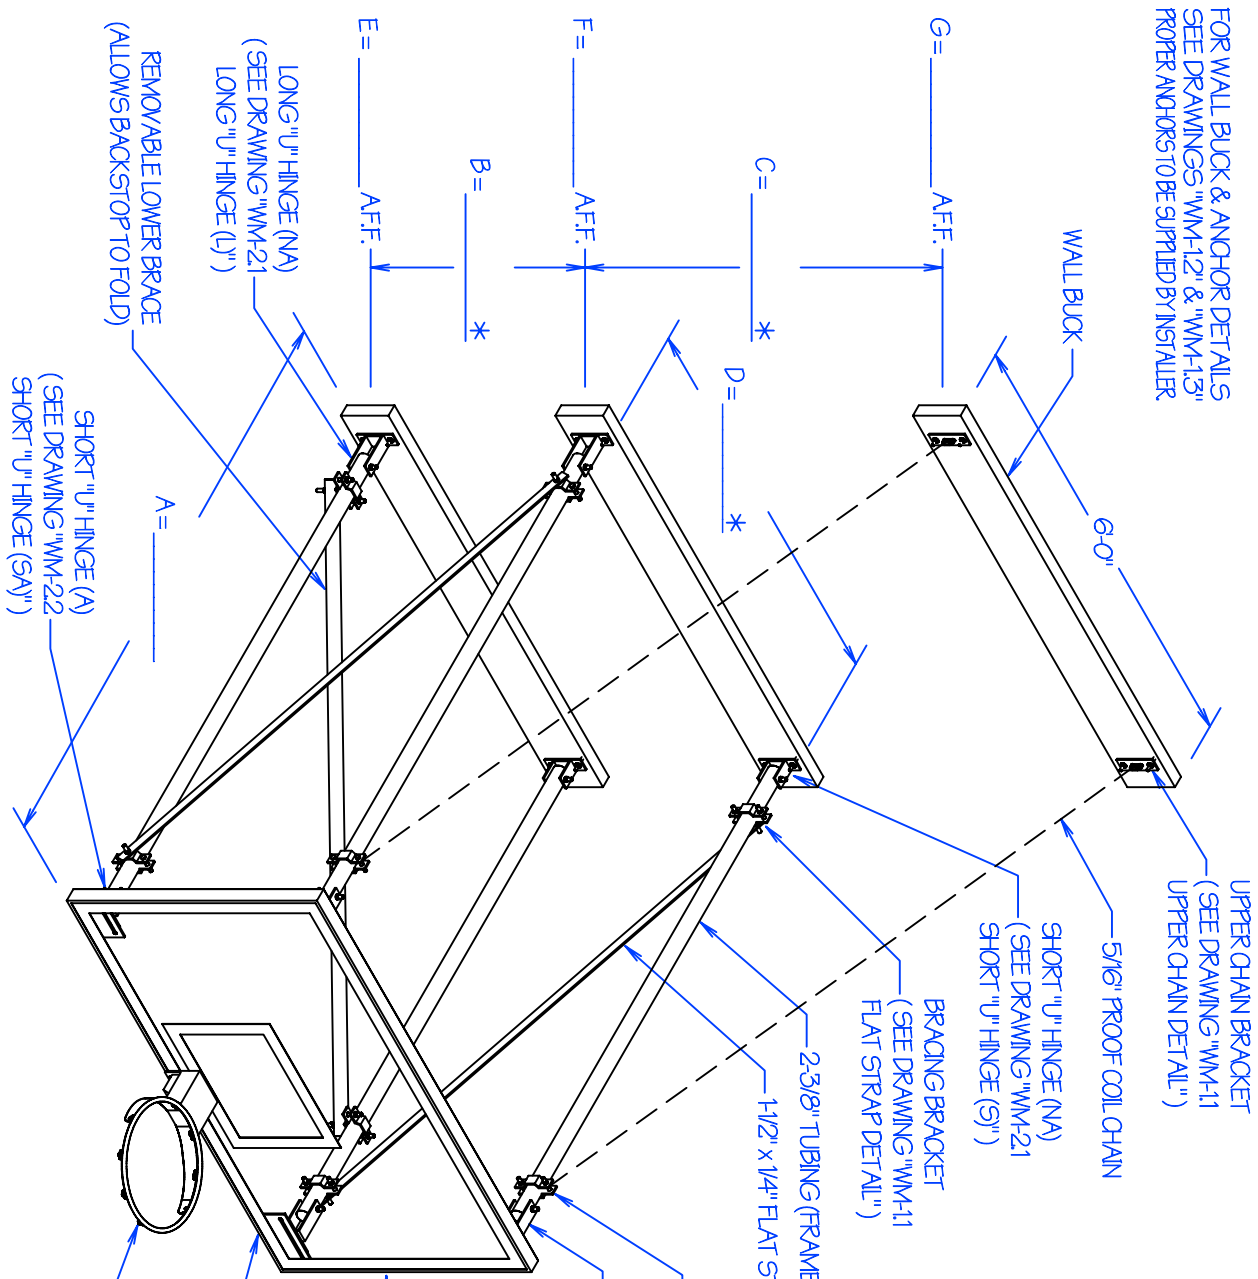 FOR WALL BUCK & ANCHOR DETAILS
SEE DRAWINGS "WM-1.2" & "WM-1.3"
PROPER ANCHORS TO BE SUPPLIED BY INSTALLER
WALL BUCK
6'-0"
UPPER CHAIN BRACKET
(SEE DRAWING "WM-1.1
UPPER CHAIN DETAIL")
5/16" PROOF COIL CHAIN
G= A.F.F.
C= *
F= A.F.F.
B= *
E= A.F.F.
D= *
SHORT "U" HINGE (NA)
(SEE DRAWING "WM-2.1
SHORT "U" HINGE (S)")
BRACING BRACKET
(SEE DRAWING "WM-1.1
FLAT STRAP DETAIL")
2-3/8" TUBING (FRAME
1-1/2" x 1/4" FLAT S
LONG "U" HINGE (NA)
(SEE DRAWING "WM-2.1
LONG "U" HINGE (L)")
REMOVABLE LOWER BRACE
(ALLOWS BACKSTOP TO FOLD)
A=
SHORT "U" HINGE (A)
(SEE DRAWING "WM-2.2
SHORT "U" HINGE (SA)")